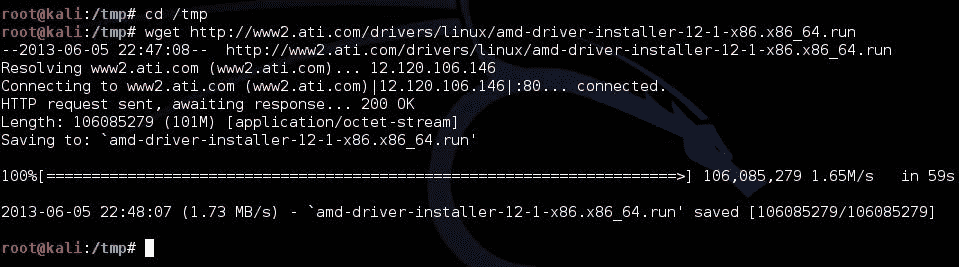 root@kali:/tmp# cd /tmp
root@kali:/tmp# wget http://www2.ati.com/drivers/linux/amd-driver-installer-12-1-x86.x86_64.run
--2013-06-05 22:47:08--  http://www2.ati.com/drivers/linux/amd-driver-installer-12-1-x86.x86_64.run
Resolving www2.ati.com (www2.ati.com)... 12.120.106.146
Connecting to www2.ati.com (www2.ati.com)|12.120.106.146|:80... connected.
HTTP request sent, awaiting response... 200 OK
Length: 106085279 (101M) [application/octet-stream]
Saving to: `amd-driver-installer-12-1-x86.x86_64.run'
100%[======================================================================>] 106,085,279 1.65M/s   in 59s
2013-06-05 22:48:07 (1.73 MB/s) - `amd-driver-installer-12-1-x86.x86_64.run' saved [106085279/106085279]
root@kali:/tmp#